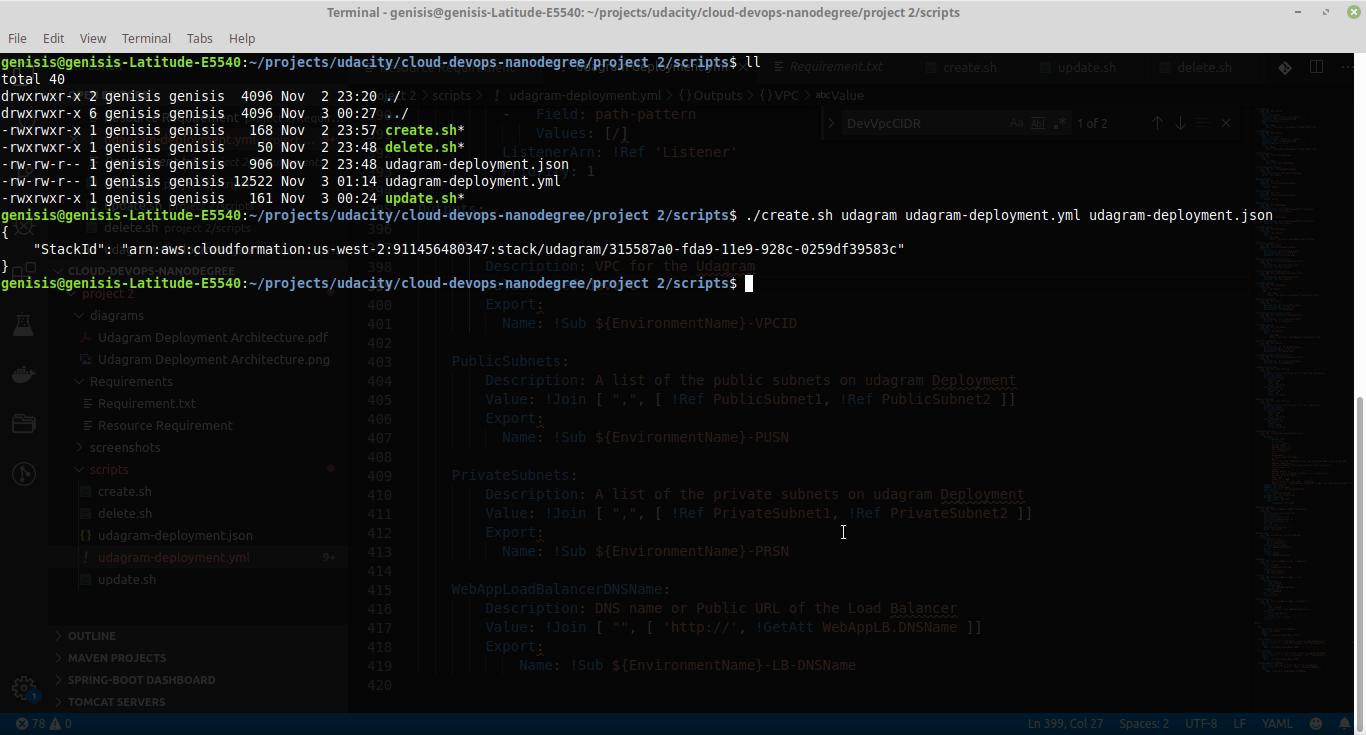 Terminal - genisis@genisis-Latitude-E5540: ~/projects/udacity/cloud-devops-nanodegree/project 2/scripts
File Edit View Terminal Tabs Help
genisis@genisis-Latitude-E5540:~/projects/udacity/cloud-devops-nanodegree/project 2/scripts$ ll
total 40
drwxrwxr-x 2 genisis genisis  4096 Nov  2 23:20 ./
drwxrwxr-x 6 genisis genisis  4096 Nov  3 00:27 ../
-rwxrwxr-x 1 genisis genisis   168 Nov  2 23:57 create.sh*
-rwxrwxr-x 1 genisis genisis    50 Nov  2 23:48 delete.sh*
-rw-rw-r-- 1 genisis genisis   906 Nov  2 23:48 udagram-deployment.json
-rw-rw-r-- 1 genisis genisis 12522 Nov  3 01:14 udagram-deployment.yml
-rwxrwxr-x 1 genisis genisis   161 Nov  3 00:24 update.sh*
genisis@genisis-Latitude-E5540:~/projects/udacity/cloud-devops-nanodegree/project 2/scripts$ ./create.sh udagram udagram-deployment.yml udagram-deployment.json
{
    "StackId": "arn:aws:cloudformation:us-west-2:911456480347:stack/udagram/315587a0-fda9-11e9-928c-0259df39583c"
}
genisis@genisis-Latitude-E5540:~/projects/udacity/cloud-devops-nanodegree/project 2/scripts$
Requirement.txt create.sh update.sh delete.sh
2 > scripts > ! udagram-deployment.yml > {} Outputs > {} VPC > abc Value
DevVpcCIDR Aa Ab| .* 1 of 2
- Field: path-pattern
Values: [/]
ListenerArn: !Ref 'Listener'
1
396
delete.sh project 2/scripts
CLOUD-DEVOPS-NANODEGREE
project 2
diagrams
Udagram Deployment Architecture.pdf
Udagram Deployment Architecture.png
Requirements
Requirement.txt
Resource Requirement
screenshots
scripts
create.sh
delete.sh
udagram-deployment.json
! udagram-deployment.yml 9+
update.sh
OUTLINE
MAVEN PROJECTS
SPRING-BOOT DASHBOARD
TOMCAT SERVERS
1
398 Description: VPC for the Udagram
400 Export:
401 Name: !Sub ${EnvironmentName}-VPCID
402
403 PublicSubnets:
404 Description: A list of the public subnets on udagram Deployment
405 Value: !Join [ ",", [ !Ref PublicSubnet1, !Ref PublicSubnet2 ]]
406 Export:
407 Name: !Sub ${EnvironmentName}-PUSN
408
409 PrivateSubnets:
410 Description: A list of the private subnets on udagram Deployment
411 Value: !Join [ ",", [ !Ref PrivateSubnet1, !Ref PrivateSubnet2 ]]
412 Export:
413 Name: !Sub ${EnvironmentName}-PRSN
414
415 WebAppLoadBalancerDNSName:
416 Description: DNS name or Public URL of the Load Balancer
417 Value: !Join [ "", [ 'http://', !GetAtt WebAppLB.DNSName ]]
418 Export:
419 Name: !Sub ${EnvironmentName}-LB-DNSName
420
78 0 Ln 399, Col 27 Spaces: 2 UTF-8 LF YAML